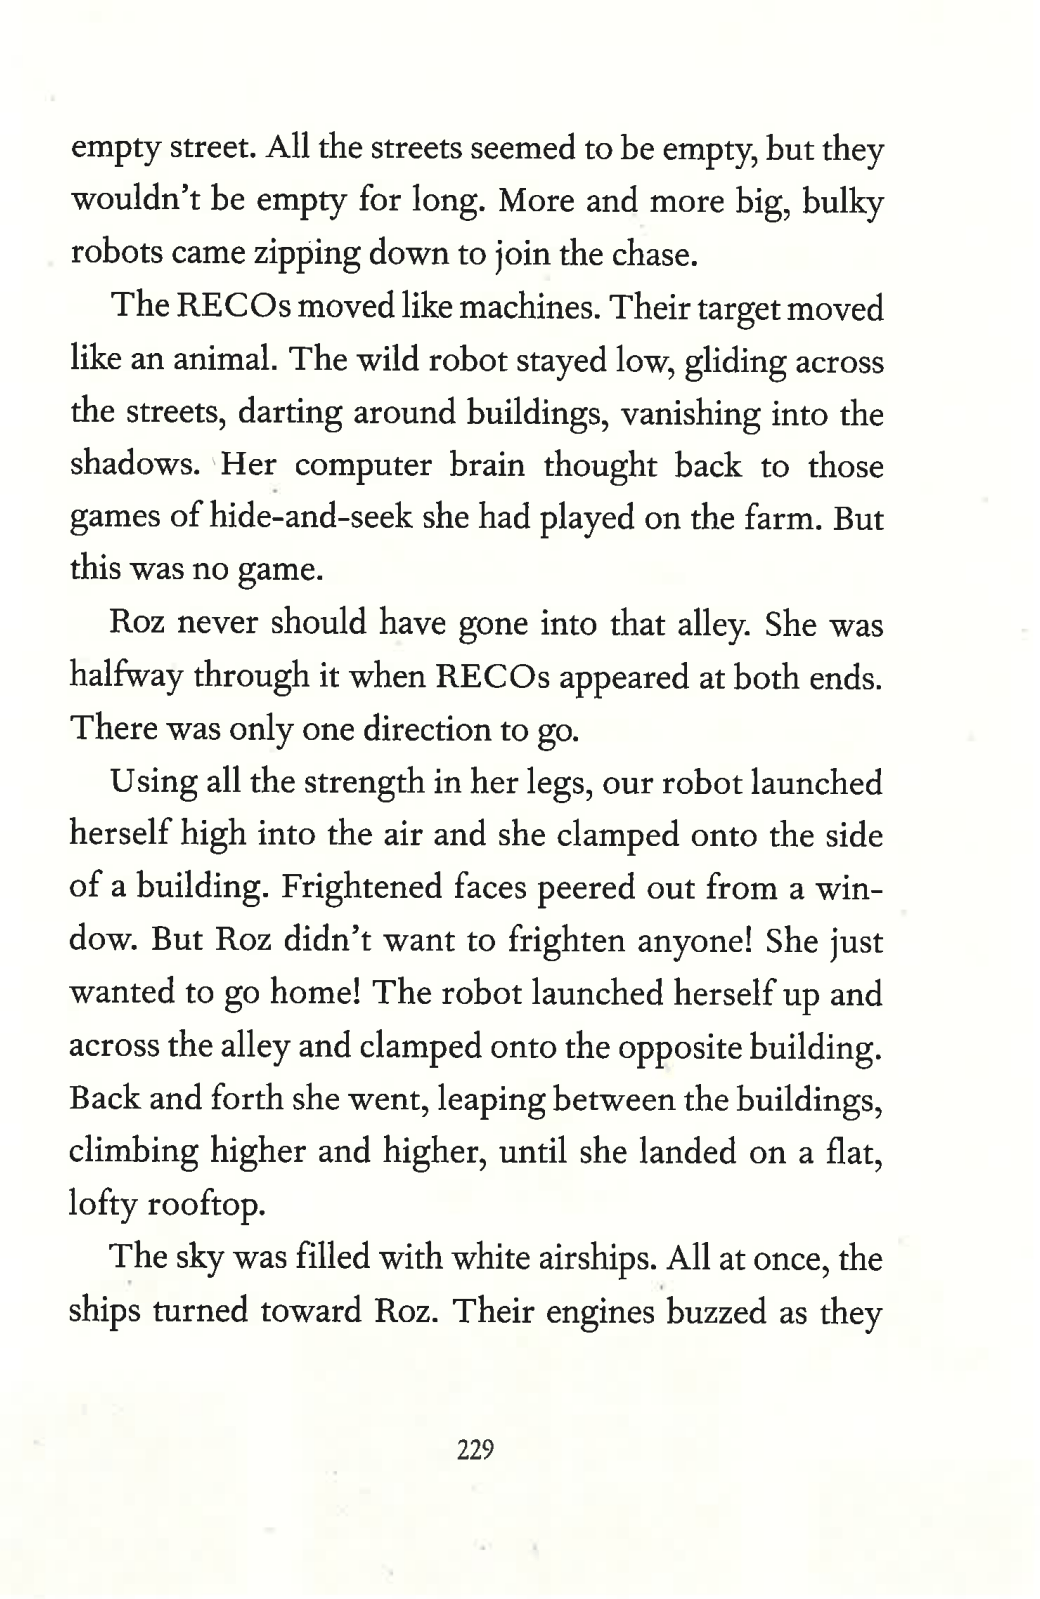 empty street. All the streets seemed to be empty, but they
wouldn't be empty for long. More and more big, bulky
robots came zipping down to join the chase.
The RECOs moved like machines. Their target moved
like an animal. The wild robot stayed low, gliding across
the streets, darting around buildings, vanishing into the
shadows. Her computer brain thought back to those
games of hide-and-seek she had played on the farm. But
this was no game.
Roz never should have gone into that alley. She was
halfway through it when RECOs appeared at both ends.
There was only one direction to go.
Using all the strength in her legs, our robot launched
herself high into the air and she clamped onto the side
of a building. Frightened faces peered out from a win-
dow. But Roz didn't want to frighten anyone! She just
wanted to go home! The robot launched herself up and
across the alley and clamped onto the opposite building.
Back and forth she went, leaping between the buildings,
climbing higher and higher, until she landed on a flat,
lofty rooftop.
The sky was filled with white airships. All at once, the
ships turned toward Roz. Their engines buzzed as they
229